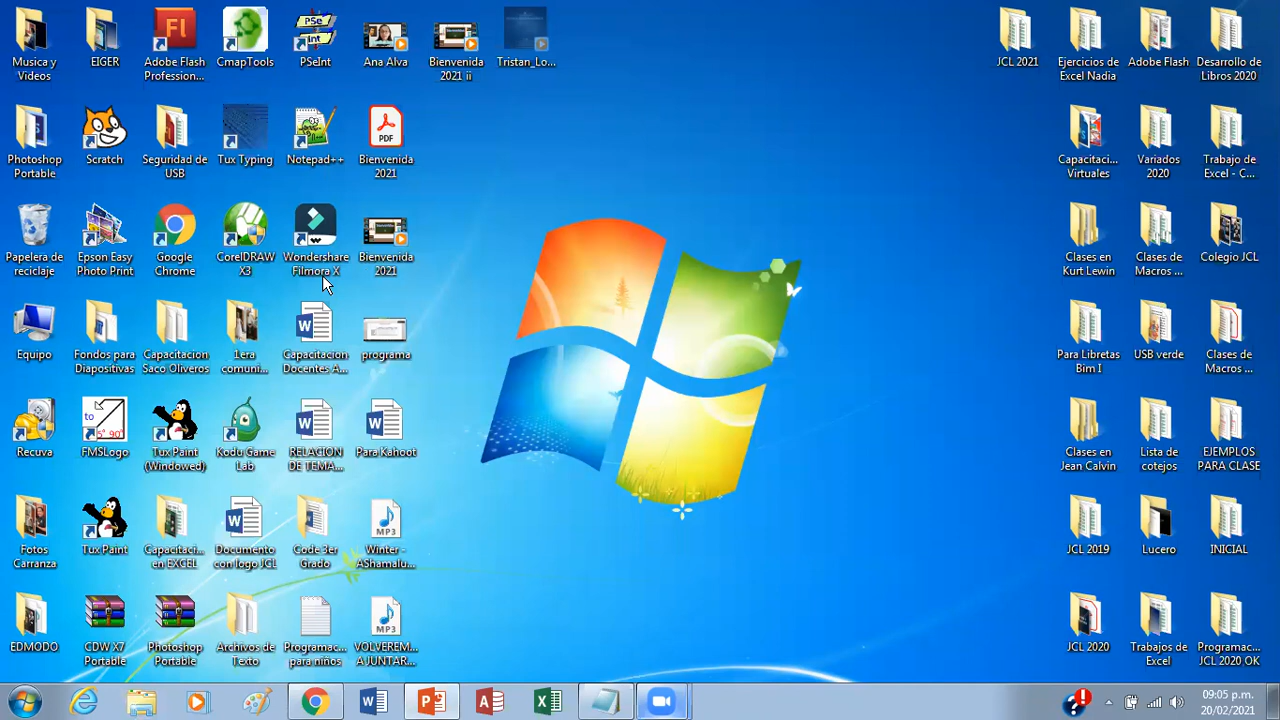 Musica y
Videos
EIGER
Adobe Flash
Profession...
CmapTools
PSeInt
Ana Alva
Bienvenida
2021 ii
Tristan_Lo...
JCL 2021
Ejercicios de
Excel Nadia
Adobe Flash
Desarrollo de
Libros 2020
Photoshop
Portable
Scratch
Seguridad de
USB
Tux Typing
Notepad++
PDF
Bienvenida
2021
Capacitaci...
Virtuales
Variados
2020
Trabajo de
Excel - C...
Papelera de
reciclaje
Epson Easy
Photo Print
Google
Chrome
CorelDRAW
X3
Wondershare
Filmora X
Bienvenida
2021
Clases en
Kurt Lewin
Clases de
Macros ...
Colegio JCL
Equipo
Fondos para
Diapositivas
Capacitacion
Saco Oliveros
1era
comuni...
Capacitacion
Docentes A...
programa
Para Libretas
Bim I
USB verde
Clases de
Macros ...
Recuva
FMSLogo
Tux Paint
(Windowed)
Kodu Game
Lab
RELACION
DE TEMA...
Para Kahoot
Clases en
Jean Calvin
Lista de
cotejos
EJEMPLOS
PARA CLASE
Fotos
Carranza
Tux Paint
Capacitaci...
en EXCEL
Documento
con logo JCL
Code 3er
Grado
MP3
Winter -
AShamalu...
JCL 2019
Lucero
INICIAL
EDMODO
CDW X7
Portable
Photoshop
Portable
Archivos de
Texto
Programac...
para niños
MP3
VOLVEREM...
A JUNTAR...
JCL 2020
Trabajos de
Excel
Programac...
JCL 2020 OK
09:05 p.m.
20/02/2021